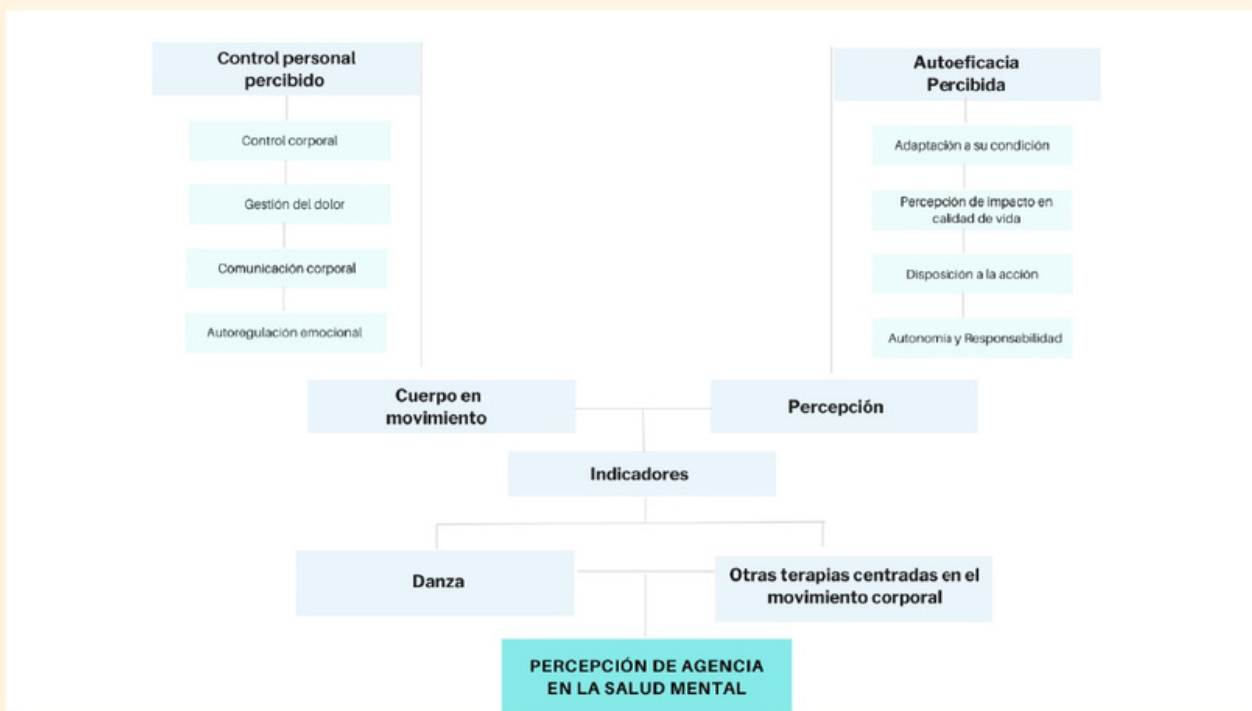 Control personal
percibido
Control corporal
Gestión del dolor
Comunicación corporal
Autoregulación emocional
Autoeficacia
Percibida
Adaptación a su condición
Percepción de impacto en
calidad de vida
Disposición a la acción
Autonomía y Responsabilidad
Cuerpo en
movimiento
Percepción
Indicadores
Danza
Otras terapias centradas en el
movimiento corporal
PERCEPCIÓN DE AGENCIA
EN LA SALUD MENTAL